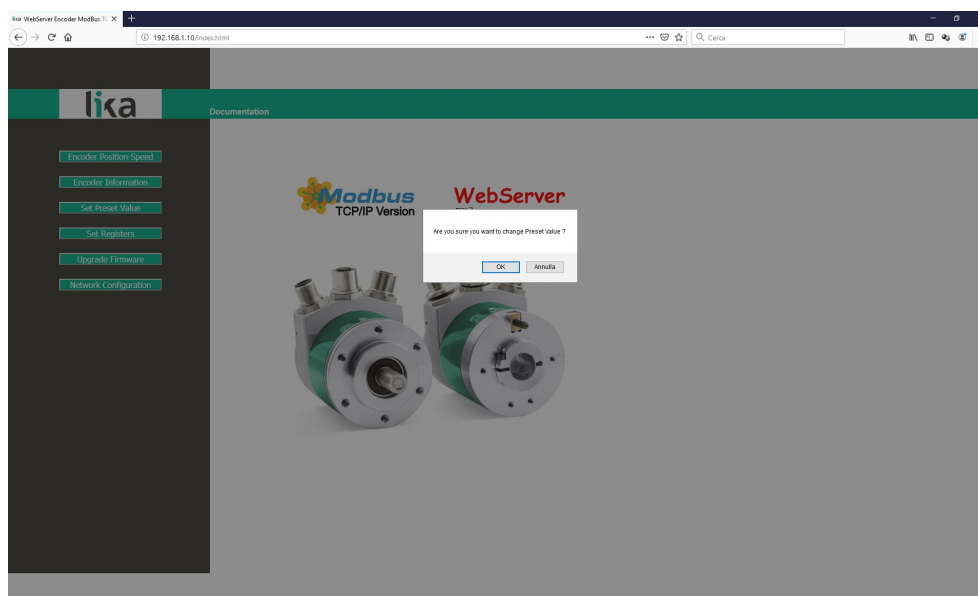 lika WebServer Encoder ModBus TC
192.168.1.10/index.html
Cerca
lika
Documentation
Encoder Position-Speed
Encoder Information
Set Preset Value
Set Registers
Upgrade Firmware
Network Configuration
Modbus
TCP/IP Version
WebServer
Are you sure you want to change Preset Value ?
OK
Annulla